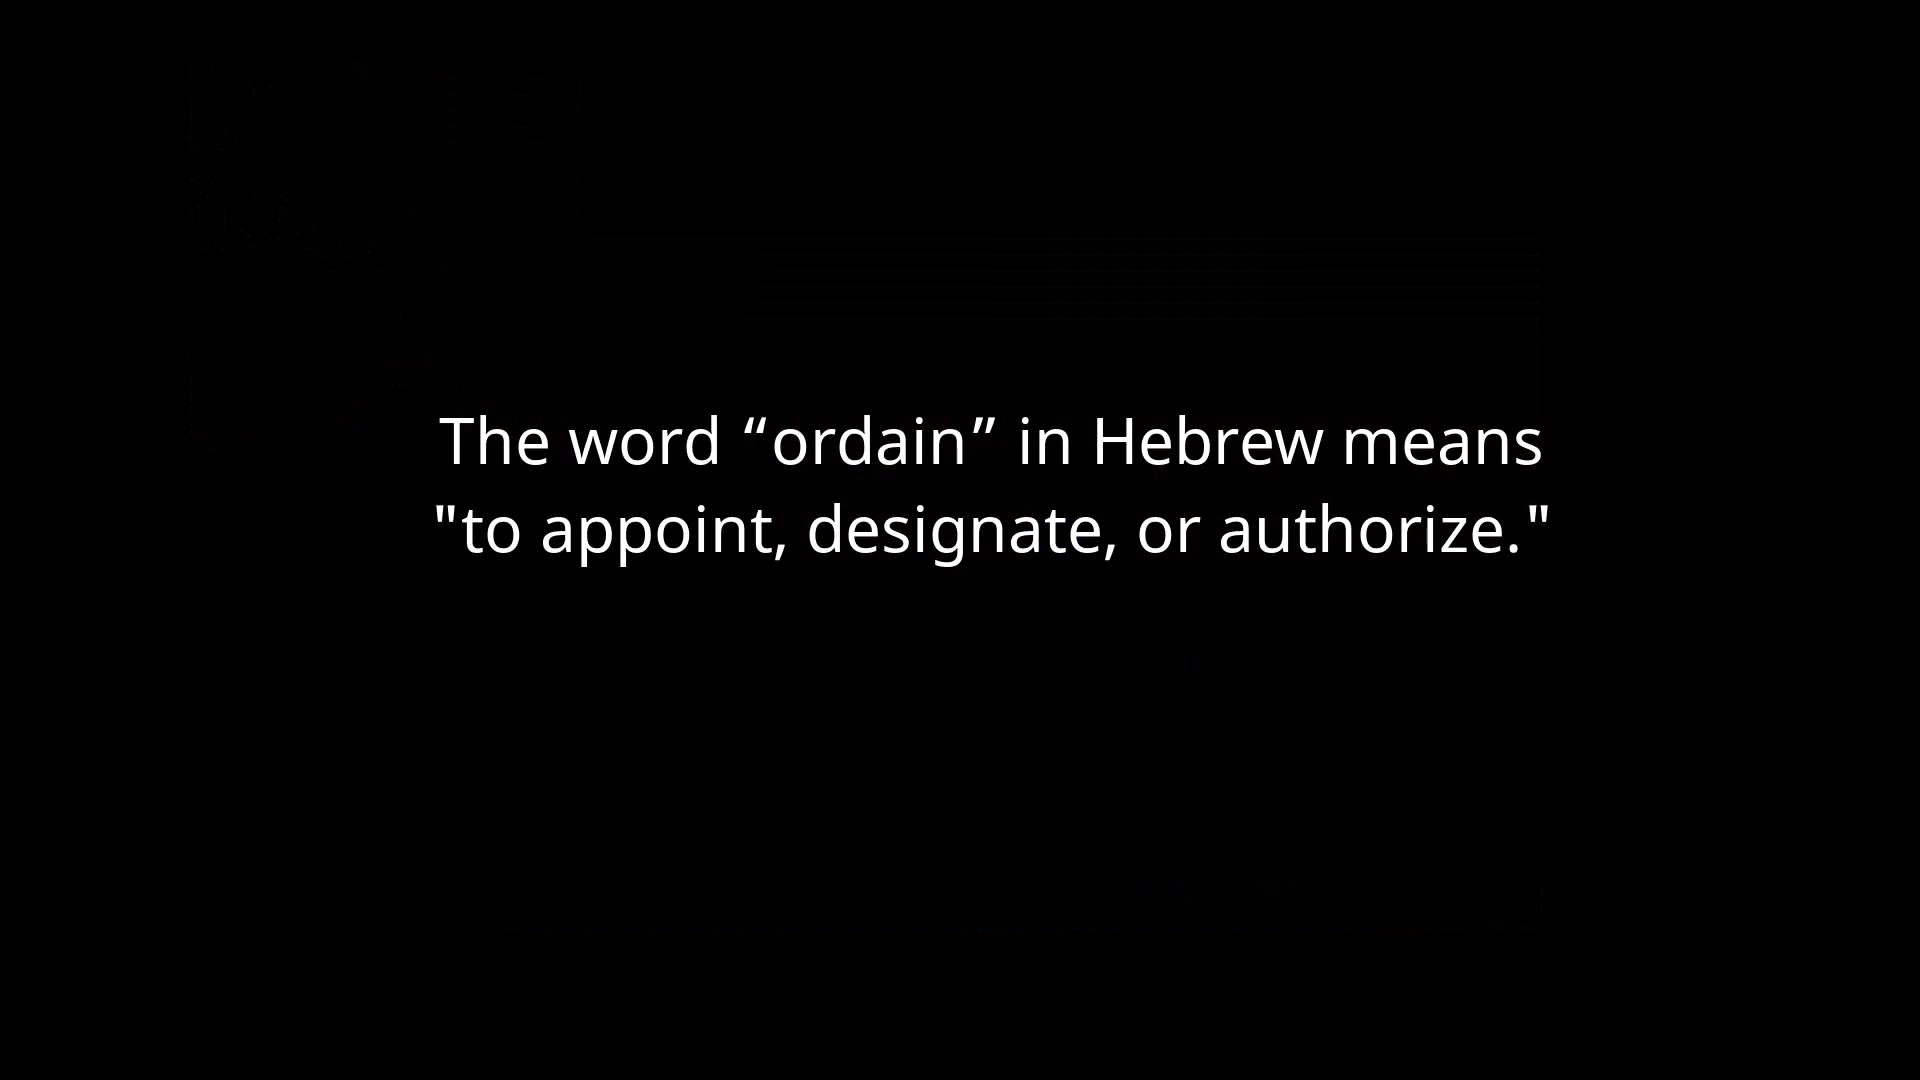 The word “ordain” in Hebrew means
"to appoint, designate, or authorize."